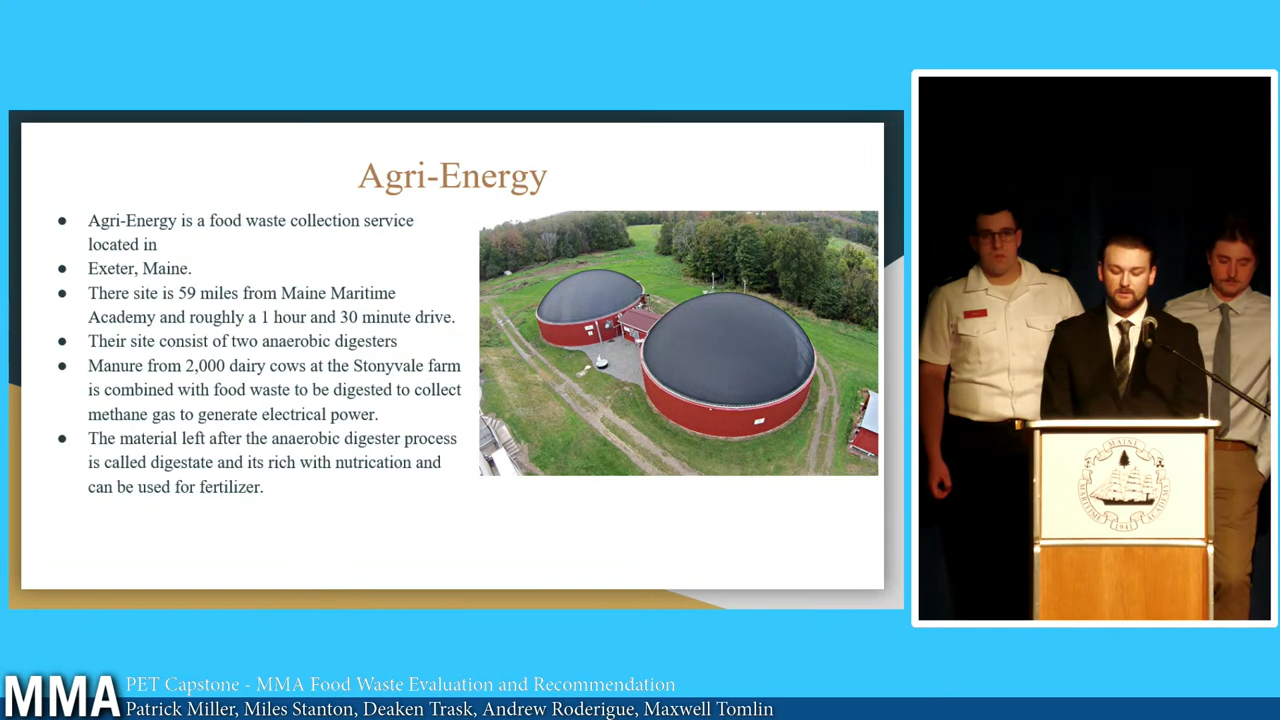 Agri-Energy
● Agri-Energy is a food waste collection service
located in
● Exeter, Maine.
● There site is 59 miles from Maine Maritime
Academy and roughly a 1 hour and 30 minute drive.
● Their site consist of two anaerobic digesters
● Manure from 2,000 dairy cows at the Stonyvale farm
is combined with food waste to be digested to collect
methane gas to generate electrical power.
● The material left after the anaerobic digester process
is called digestate and its rich with nutrication and
can be used for fertilizer.
MAINE
MARITIME
ACADEMY
1941
MMA
PET Capstone - MMA Food Waste Evaluation and Recommendation
Patrick Miller, Miles Stanton, Deaken Trask, Andrew Roderigue, Maxwell Tomlin